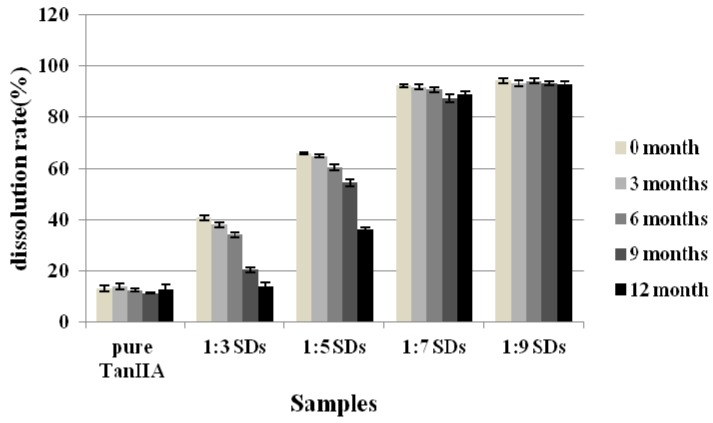 120
100
80
60
40
20
0
dissolution rate(%)
pure TanIIA
1:3 SDs
1:5 SDs
1:7 SDs
1:9 SDs
Samples
0 month
3 months
6 months
9 months
12 month